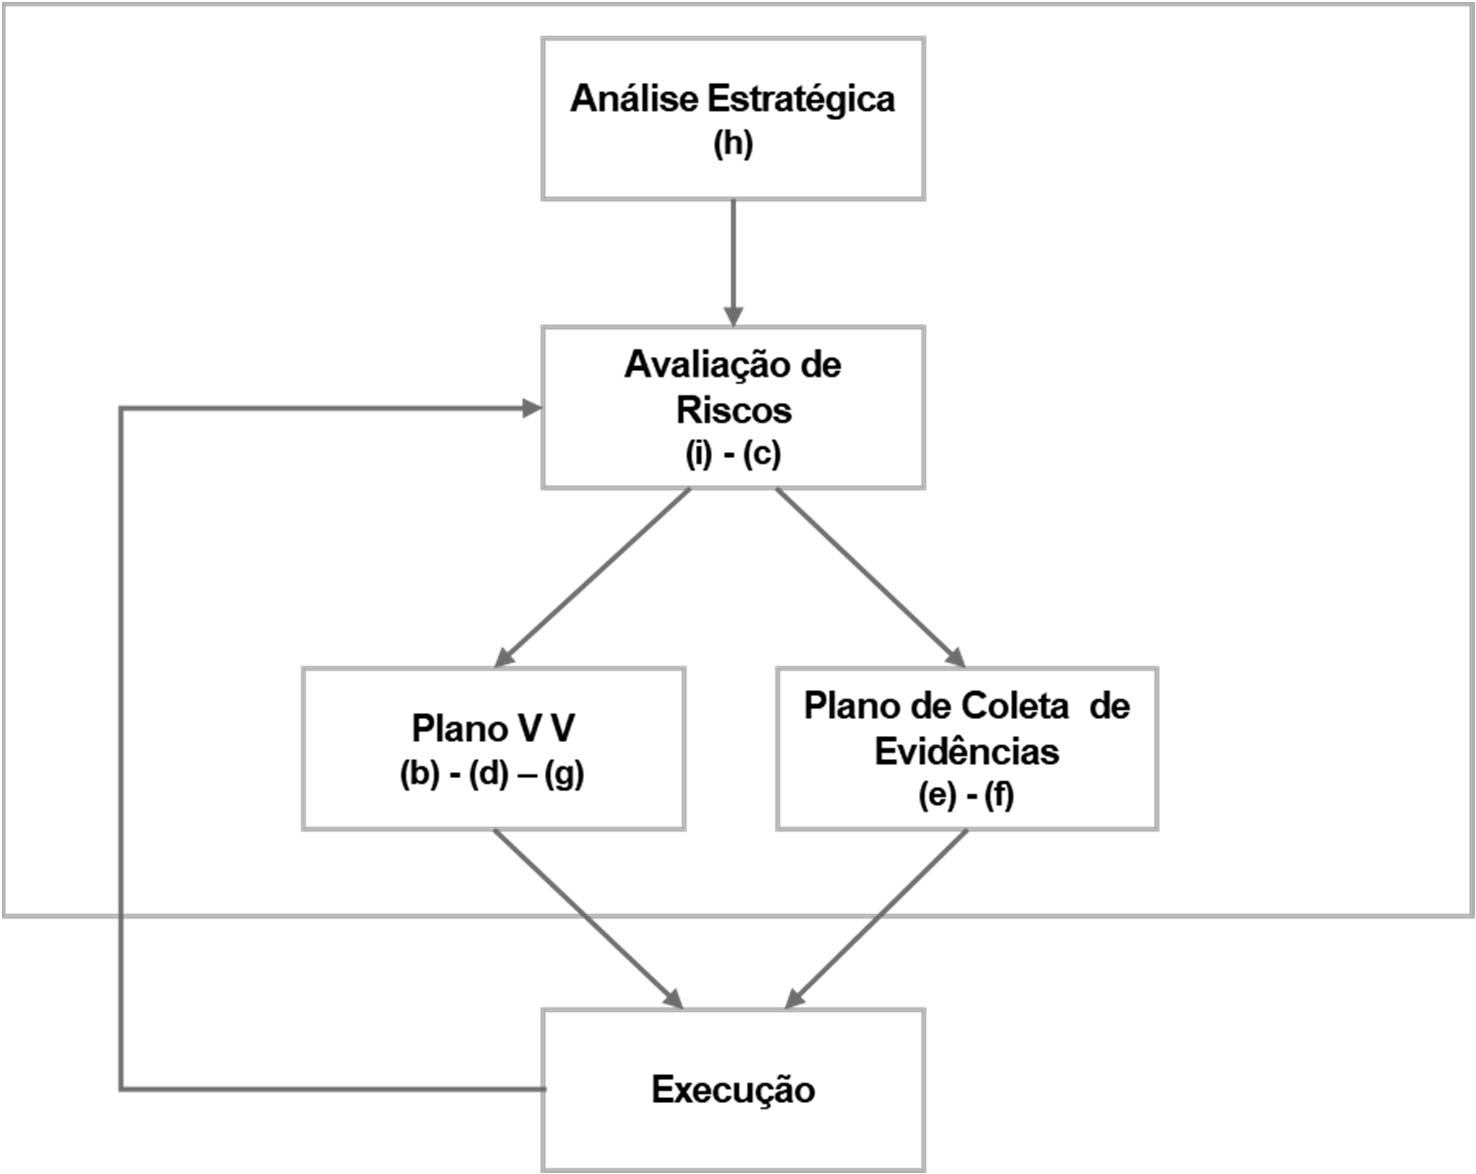 Análise Estratégica
(h)
Avaliação de
Riscos
(i) - (c)
Plano V V
(b) - (d) – (g)
Plano de Coleta de
Evidências
(e) - (f)
Execução